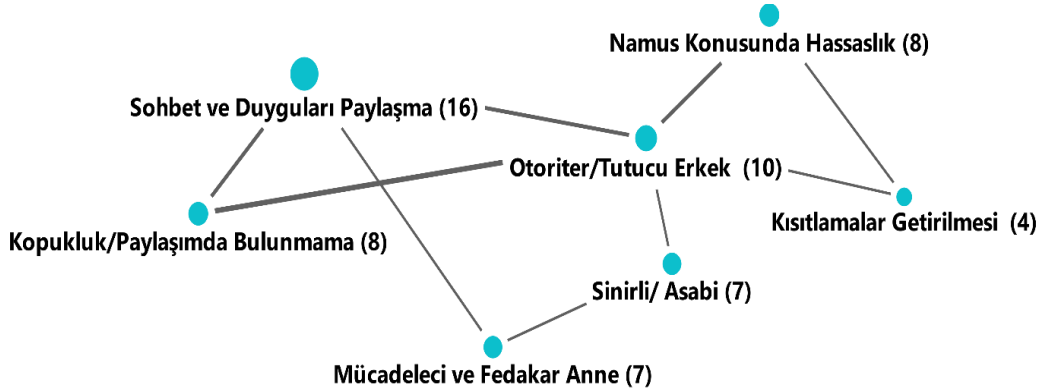 Namus Konusunda Hassaslık (8)
Sohbet ve Duyguları Paylaşma (16)
Otoriter/Tutucu Erkek (10)
Kısıtlamalar Getirilmesi (4)
Kopukluk/Paylaşımda Bulunmama (8)
Sinirli/ Asabi (7)
Mücadeleci ve Fedakar Anne (7)